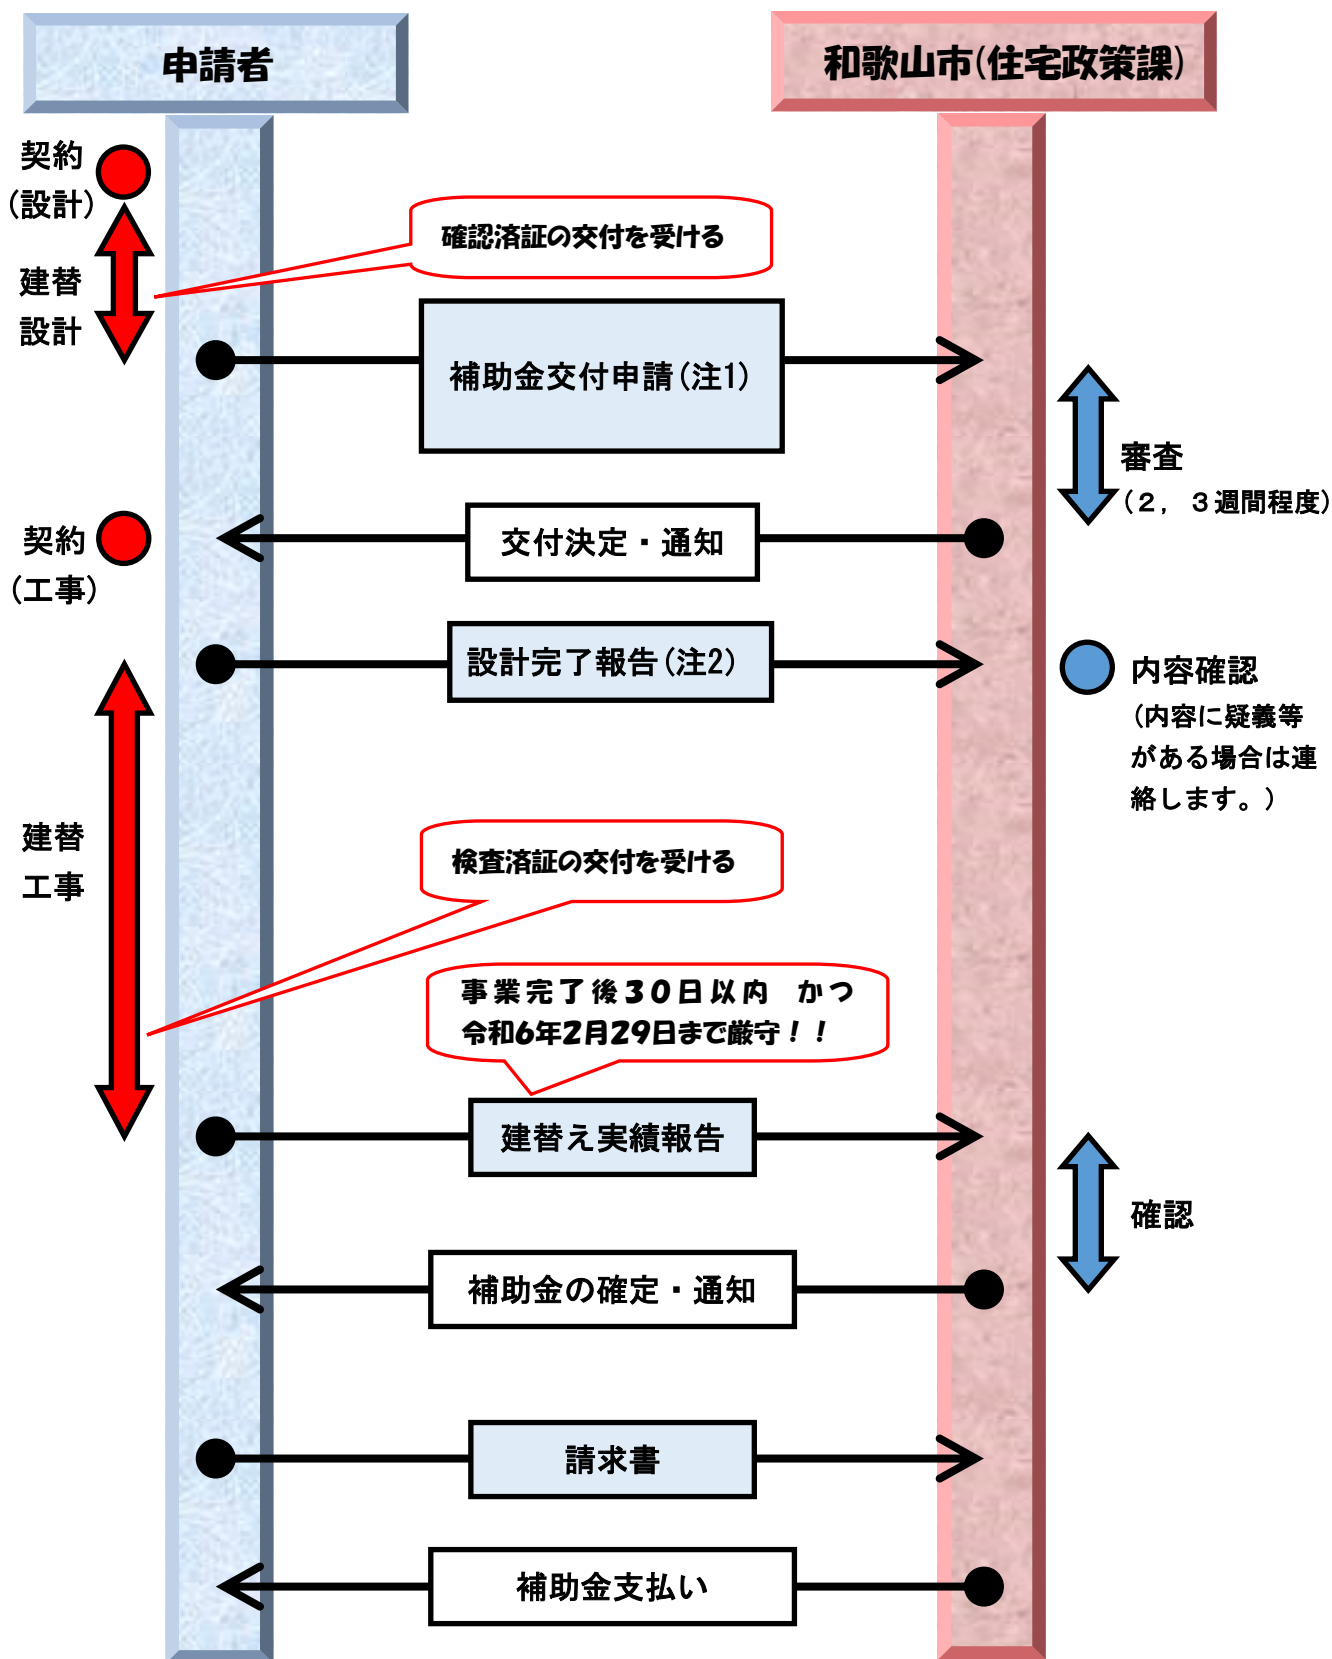 申請者
和歌山市(住宅政策課)
契約
(設計)
確認済証の交付を受ける
建替
設計
補助金交付申請(注1)
審査
(２，３週間程度)
交付決定・通知
契約
(工事)
設計完了報告(注2)
内容確認
(内容に疑義等
がある場合は連
絡します。)
建替
工事
検査済証の交付を受ける
事業完了後３０日以内　かつ
令和6年2月29日まで厳守！！
建替え実績報告
確認
補助金の確定・通知
請求書
補助金支払い